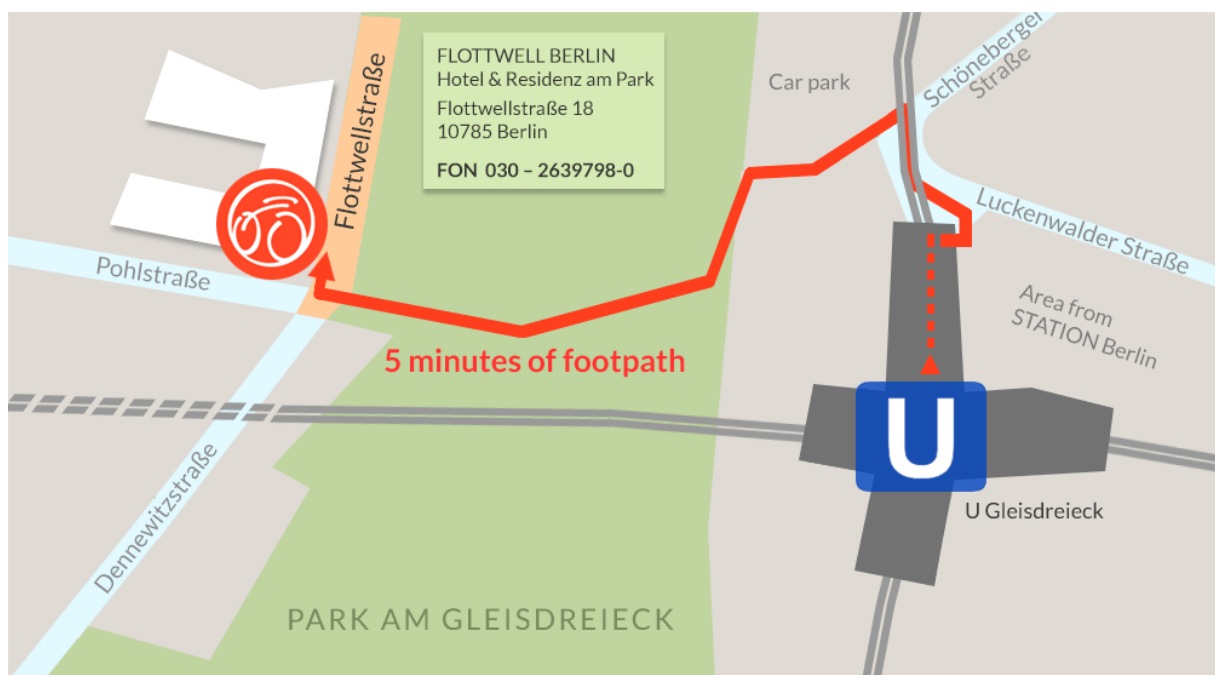 FLOTTWELL BERLIN
Hotel & Residenz am Park
Flottwellstraße 18
10785 Berlin
FON 030 – 2639798-0
Flottwellstraße
Car park
Schöneberger
Straße
Luckenwalder Straße
Pohlstraße
Area from
STATION Berlin
5 minutes of footpath
U
U Gleisdreieck
Dennewitzstraße
PARK AM GLEISDREIECK